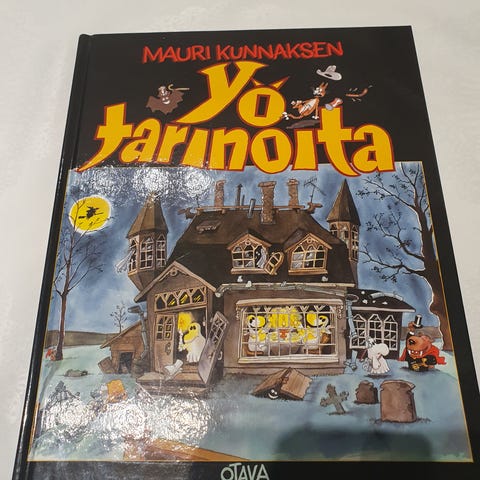 MAURI KUNNAKSEN
Yö
tarinoita
OTAVA